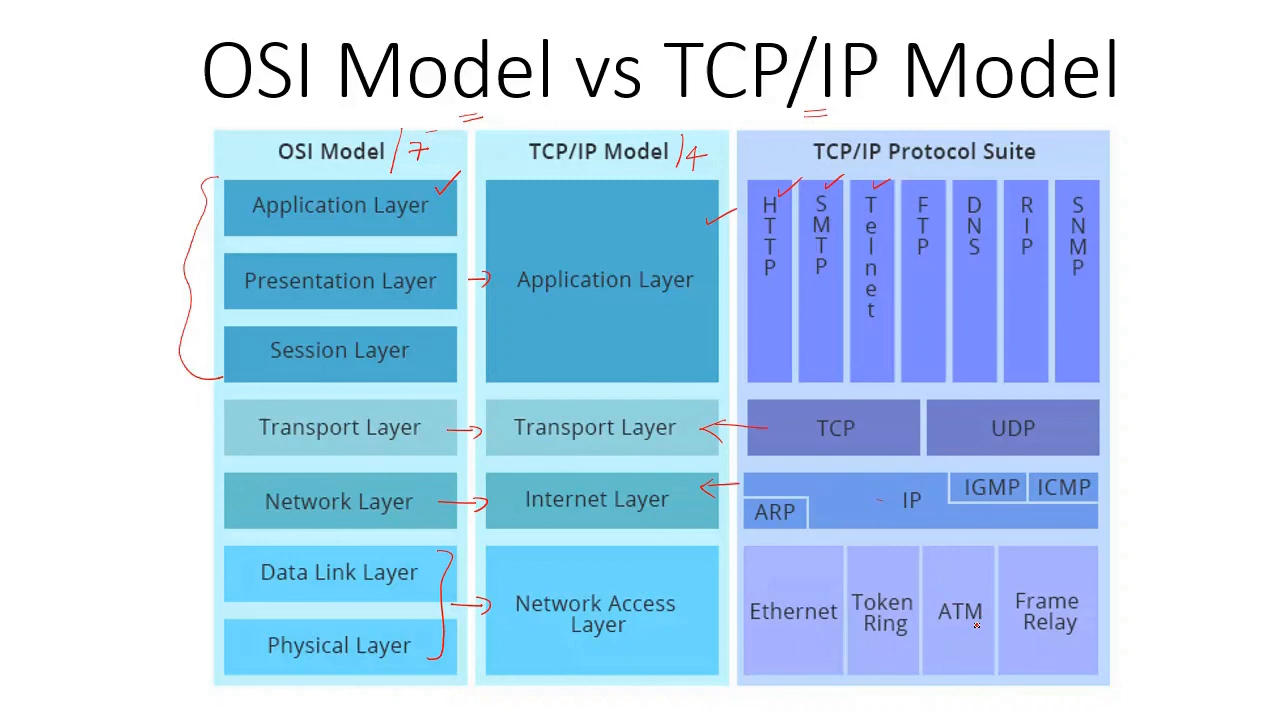 OSI Model vs TCP/IP Model
OSI Model /7
Application Layer
Presentation Layer
Session Layer
Transport Layer
Network Layer
Data Link Layer
Physical Layer
TCP/IP Model /4
Application Layer
Transport Layer
Internet Layer
Network Access
Layer
TCP/IP Protocol Suite
HTTP
SMTP
Telnet
FTP
DNS
RIP
SNMP
TCP
UDP
ARP
IP
IGMP
ICMP
Ethernet
Token
Ring
ATM
Frame
Relay